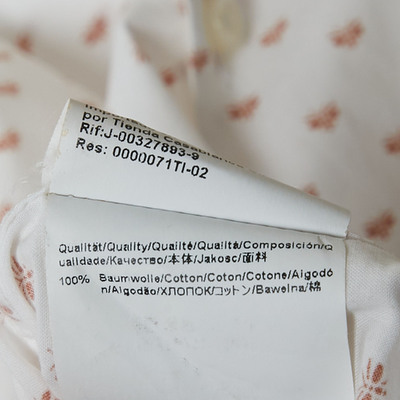 por Tienda Casablanca
Rif:J-00327893-9
Res: 0000071TI-02
Qualität/Quality/Qualité/Qualità/Composición/Q
ualidade/Качество/本体/Jakosc/面料
100% Baumwolle/Cotton/Coton/Cotone/Algodó
n/Algodão/ХЛОПОК/コットン/Bawelna/棉